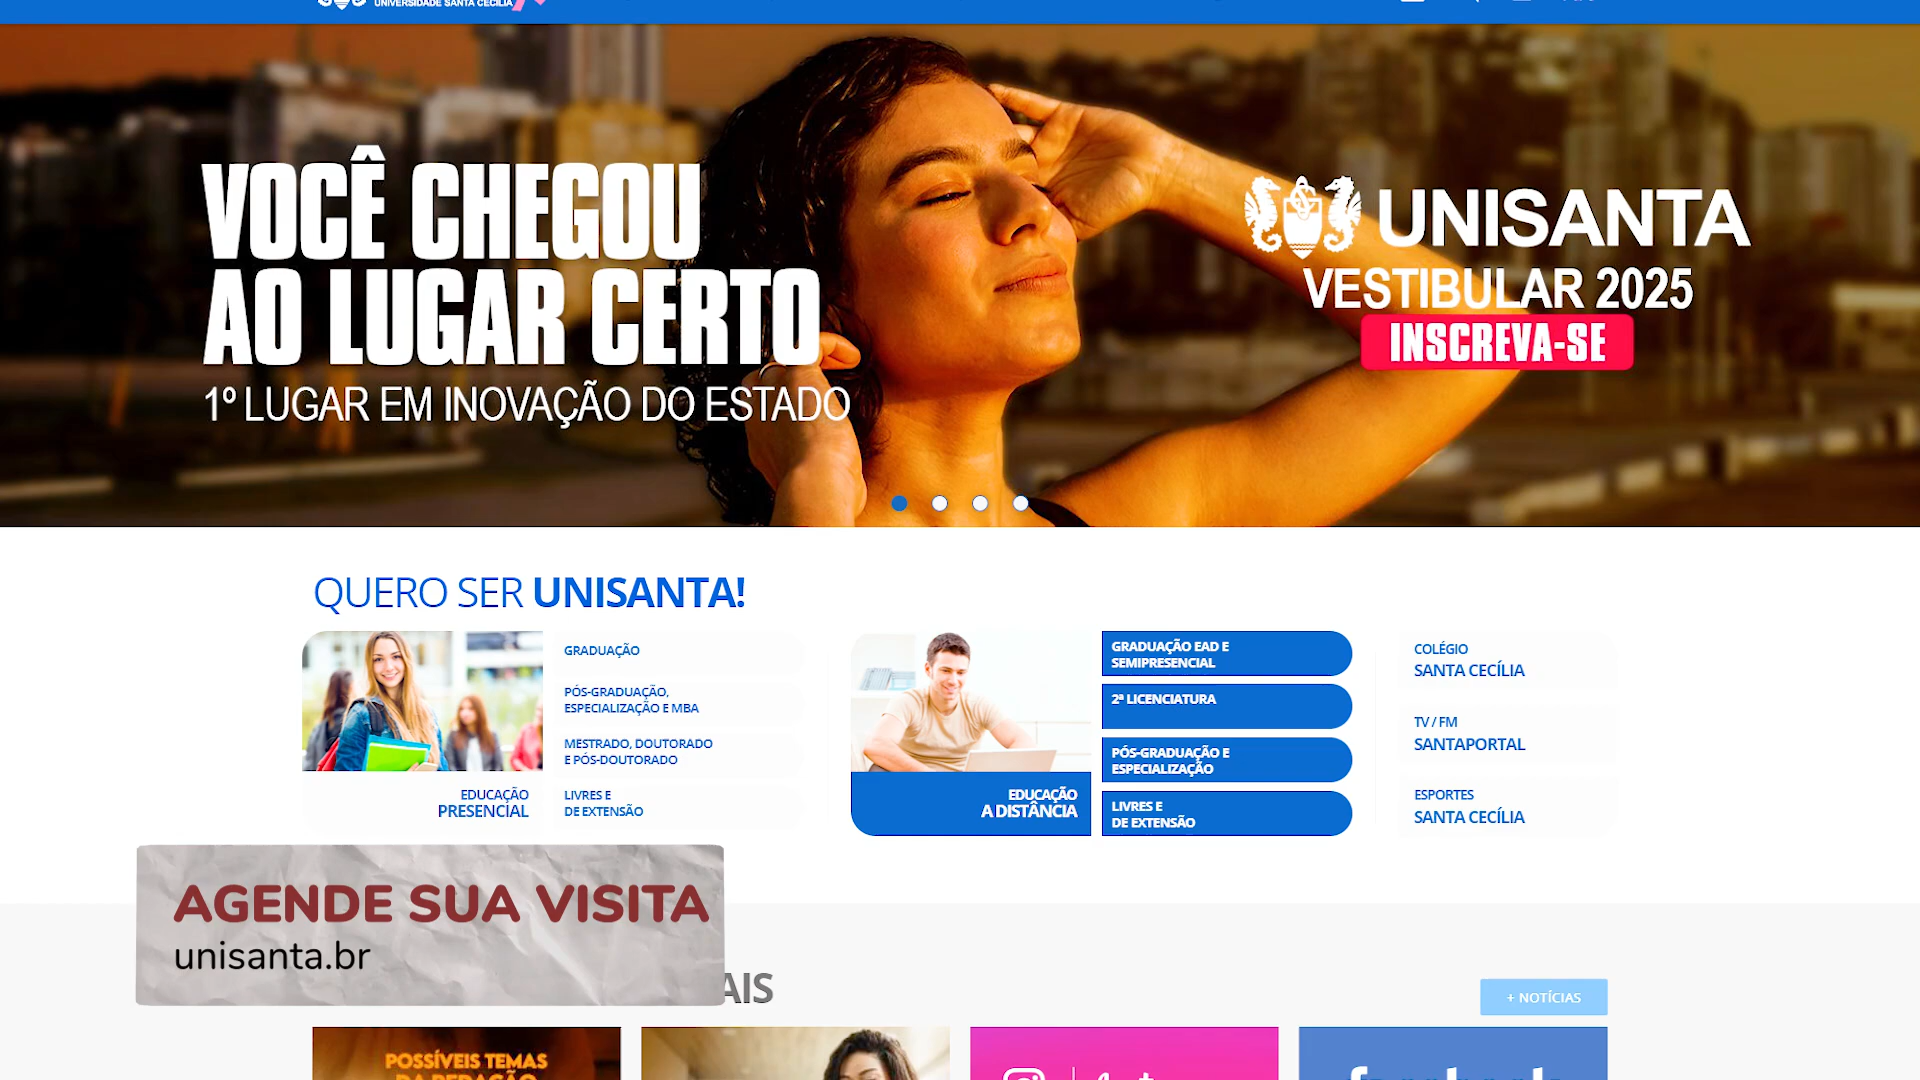 UNIVERSIDADE SANTA CECÍLIA
VOCÊ CHEGOU
AO LUGAR CERTO
1º LUGAR EM INOVAÇÃO DO ESTADO
UNISANTA
VESTIBULAR 2025
INSCREVA-SE
QUERO SER UNISANTA!
EDUCAÇÃO
PRESENCIAL
GRADUAÇÃO
PÓS-GRADUAÇÃO,
ESPECIALIZAÇÃO E MBA
MESTRADO, DOUTORADO
E PÓS-DOUTORADO
LIVRES E
DE EXTENSÃO
EDUCAÇÃO
A DISTÂNCIA
GRADUAÇÃO EAD E
SEMIPRESENCIAL
2ª LICENCIATURA
PÓS-GRADUAÇÃO E
ESPECIALIZAÇÃO
LIVRES E
DE EXTENSÃO
COLÉGIO
SANTA CECÍLIA
TV / FM
SANTAPORTAL
ESPORTES
SANTA CECÍLIA
AGENDE SUA VISITA
unisanta.br
+ NOTÍCIAS
POSSÍVEIS TEMAS
DA REDAÇÃO